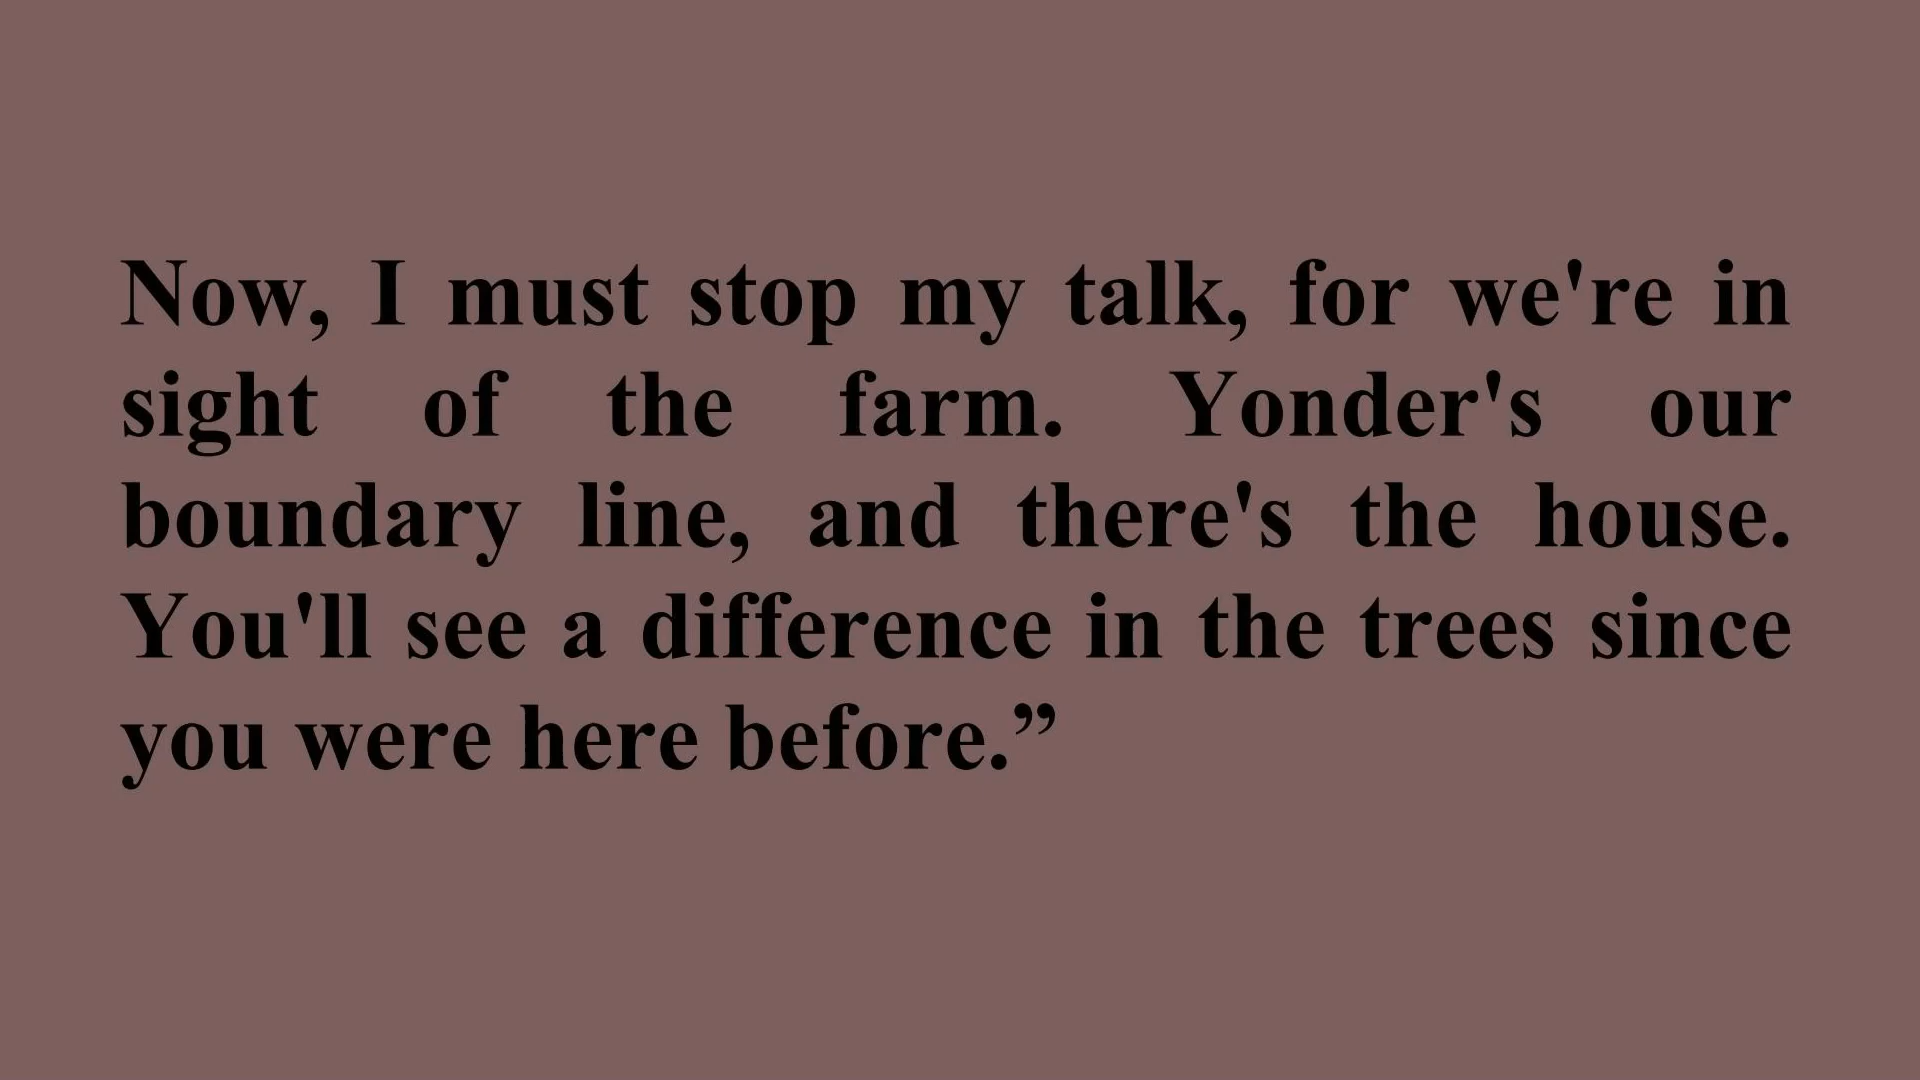 Now, I must stop my talk, for we're in
sight of the farm. Yonder's our
boundary line, and there's the house.
You'll see a difference in the trees since
you were here before.”